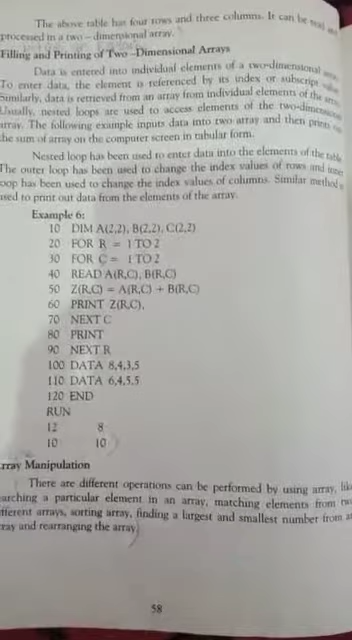 The above table has four rows and three columns. It can be read
processed in a two – dimensional array.
Filling and Printing of Two –Dimensional Arrays
Data is entered into individual elements of a two-dimensional
To enter data, the element is referenced by its index or subscript
Similarly, data is retrieved from an array from individual elements of the
Usually, nested loops are used to access elements of the two-dimensional
array. The following example inputs data into two array and then prints
the sum of array on the computer screen in tabular form.
Nested loop has been used to enter data into the elements of the table
The outer loop has been used to change the index values of rows and inner
loop has been used to change the index values of columns. Similar method
used to print out data from the elements of the array.
Example 6:
10 DIM A(2,2), B(2,2), C(2,2)
20 FOR R = 1 TO 2
30 FOR C = 1 TO 2
40 READ A(R,C), B(R,C)
50 Z(R,C) = A(R,C) + B(R,C)
60 PRINT Z(R,C),
70 NEXT C
80 PRINT
90 NEXT R
100 DATA 8,4,3,5
110 DATA 6,4,5,5
120 END
RUN
12 8
10 10
rray Manipulation
There are different operations can be performed by using array, like
arching a particular element in an array, matching elements from
fferent arrays, sorting array, finding a largest and smallest number from
rray and rearranging the array
58